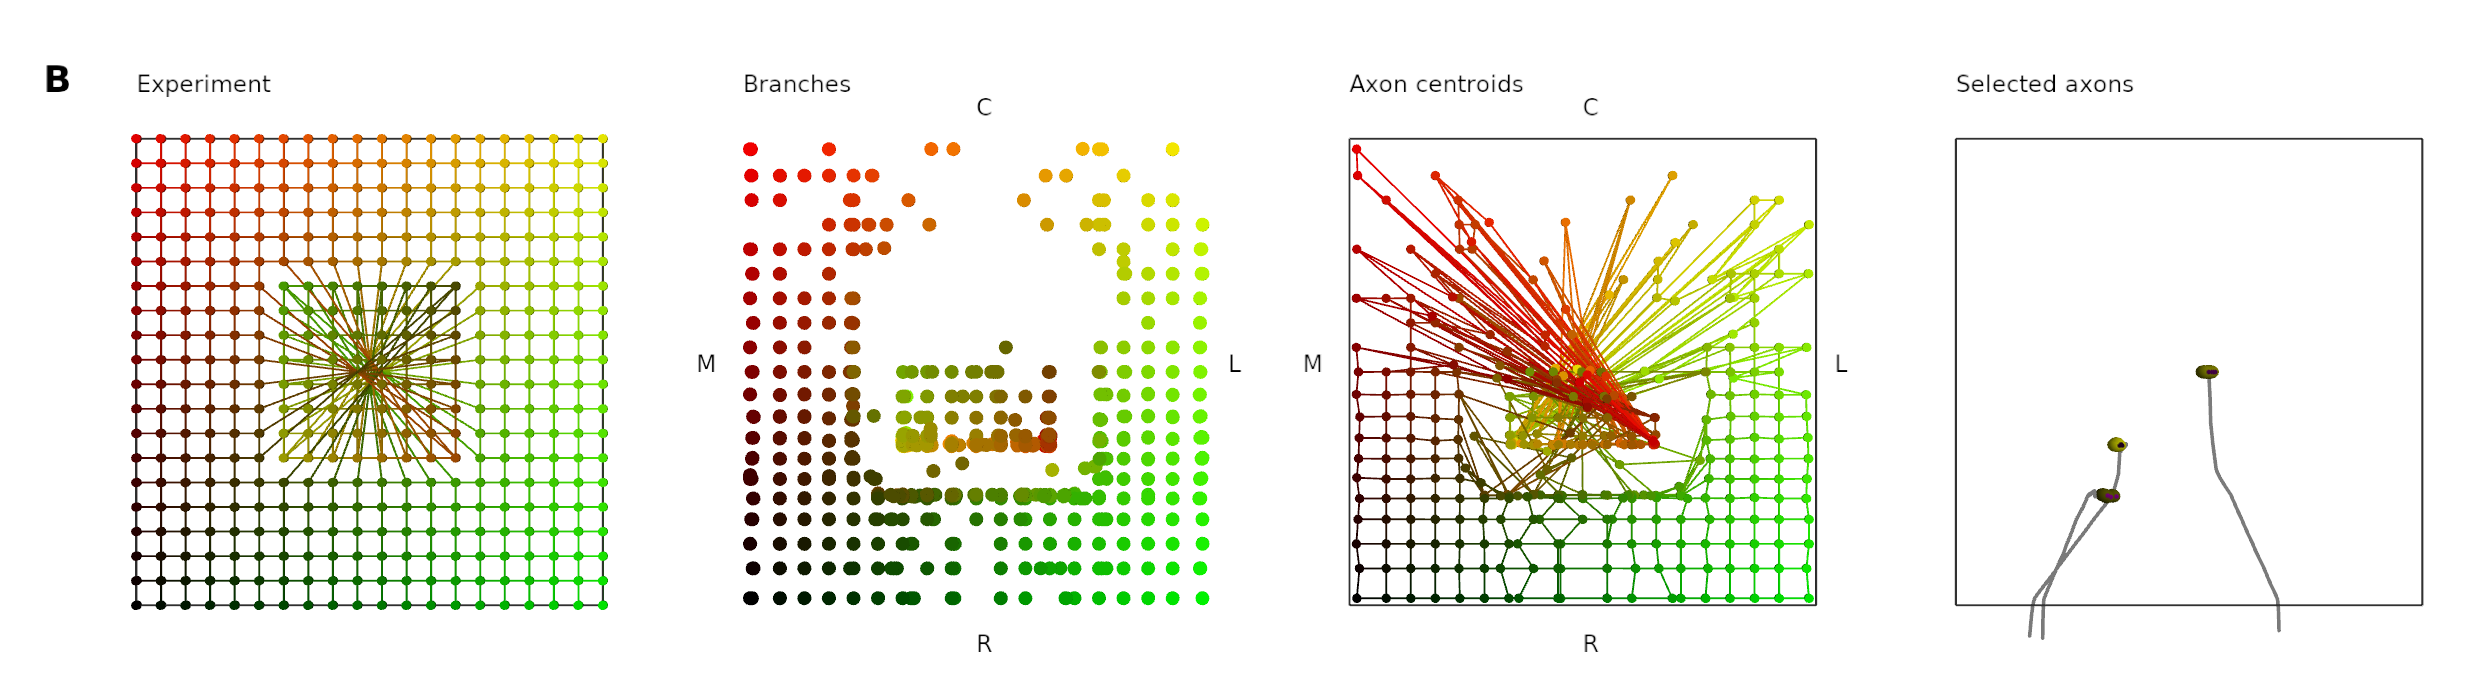 B
Experiment
Branches
Axon centroids
Selected axons
C
C
M
L
M
L
R
R